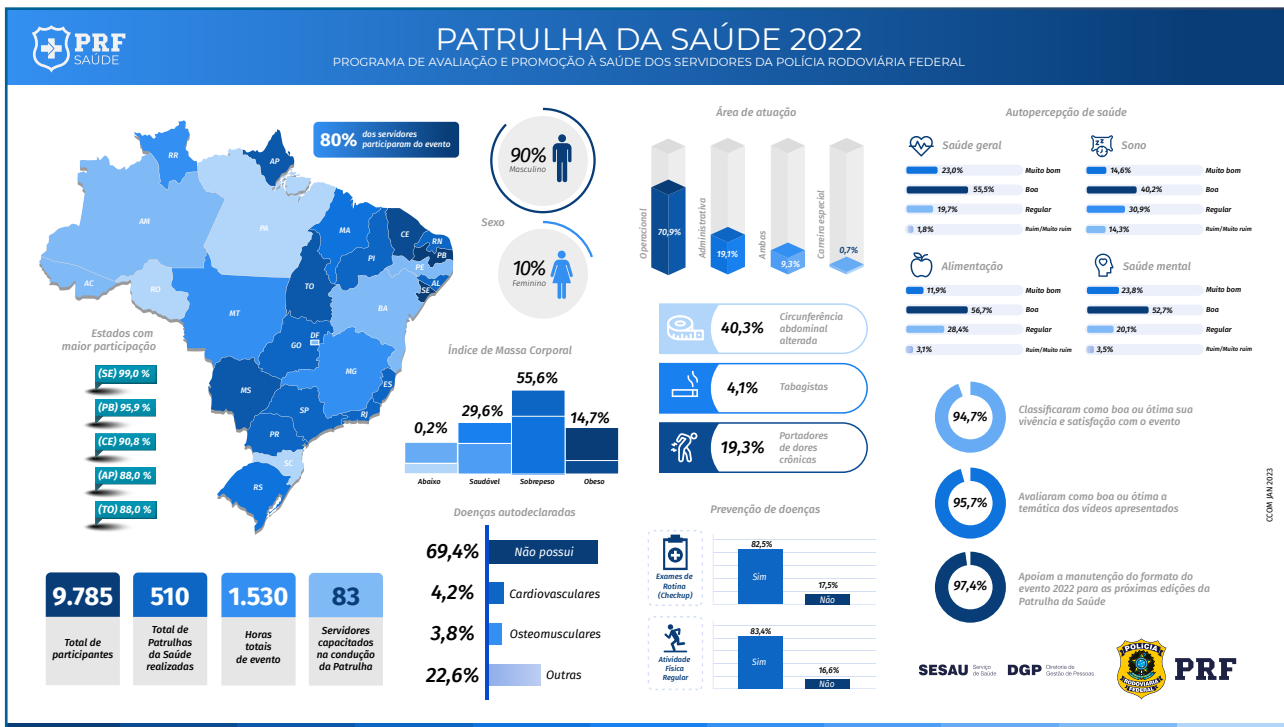 PRF
SAÚDE
PATRULHA DA SAÚDE 2022
PROGRAMA DE AVALIAÇÃO E PROMOÇÃO À SAÚDE DOS SERVIDORES DA POLÍCIA RODOVIÁRIA FEDERAL
80%
dos servidores
participaram do evento
RR
AP
AM
PA
MA
CE
RN
PB
PI
PE
AL
SE
AC
RO
TO
BA
MT
DF
GO
MG
ES
MS
SP
RJ
PR
SC
RS
Estados com
maior participação
(SE) 99,0 %
(PB) 95,9 %
(CE) 90,8 %
(AP) 88,0 %
(TO) 88,0 %
9.785
Total de
participantes
510
Total de
Patrulhas
da Saúde
realizadas
1.530
Horas
totais
de evento
83
Servidores
capacitados
na condução
da Patrulha
90%
Masculino
Sexo
10%
Feminino
Índice de Massa Corporal
0,2%
29,6%
55,6%
14,7%
Abaixo
Saudável
Sobrepeso
Obeso
Doenças autodeclaradas
69,4%
Não possui
4,2%
Cardiovasculares
3,8%
Osteomusculares
22,6%
Outras
Área de atuação
Operacional
70,9%
Administrativa
19,1%
Ambas
9,3%
Carreira especial
0,7%
40,3%
Circunferência
abdominal
alterada
4,1%
Tabagistas
19,3%
Portadores
de dores
crônicas
Prevenção de doenças
Exames de
Rotina
(Checkup)
82,5%
Sim
17,5%
Não
Atividade
Física
Regular
83,4%
Sim
16,6%
Não
Autopercepção de saúde
Saúde geral
23,0%
Muito bom
55,5%
Boa
19,7%
Regular
1,8%
Ruim/Muito ruim
Sono
14,6%
Muito bom
40,2%
Boa
30,9%
Regular
14,3%
Ruim/Muito ruim
Alimentação
11,9%
Muito bom
56,7%
Boa
28,4%
Regular
3,1%
Ruim/Muito ruim
Saúde mental
23,8%
Muito bom
52,7%
Boa
20,1%
Regular
3,5%
Ruim/Muito ruim
94,7%
Classificaram como boa ou ótima sua
vivência e satisfação com o evento
95,7%
Avaliaram como boa ou ótima a
temática dos vídeos apresentados
97,4%
Apoiam a manutenção do formato do
evento 2022 para as próximas edições da
Patrulha da Saúde
CCOM JAN 2023
SESAU
Serviço
de Saúde
DGP
Diretoria de
Gestão de Pessoas
POLÍCIA
RODOVIÁRIA
FEDERAL
PRF